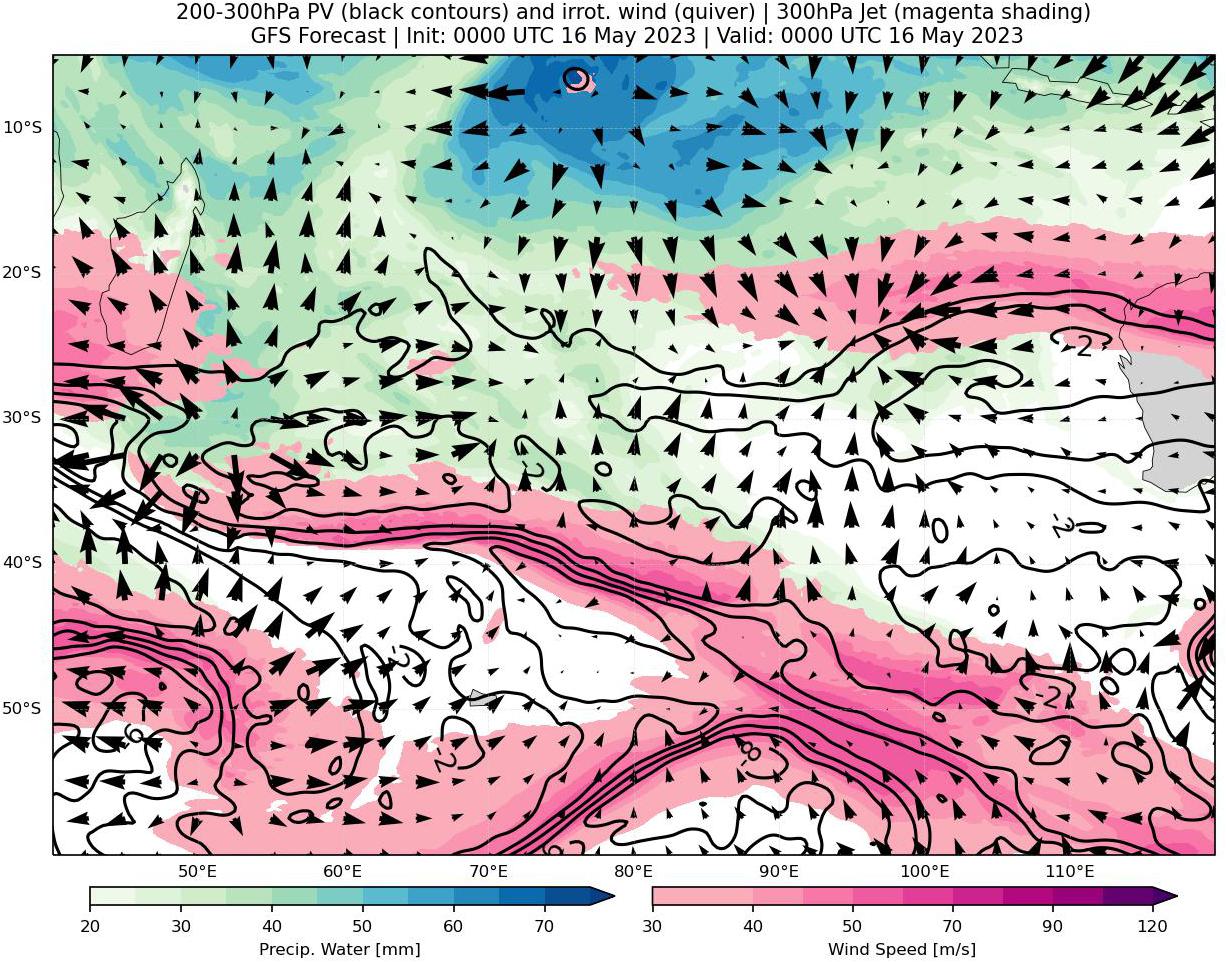 200-300hPa PV (black contours) and irrot. wind (quiver) | 300hPa Jet (magenta shading)
GFS Forecast | Init: 0000 UTC 16 May 2023 | Valid: 0000 UTC 16 May 2023
10°S
20°S
-2
30°S
-2
0
-2
0
40°S
-2
-2
50°S
-6
-2
-8
50°E 60°E 70°E 80°E 90°E 100°E 110°E
20 30 40 50 60 70
30 40 50 70 90 120
Precip. Water [mm]
Wind Speed [m/s]